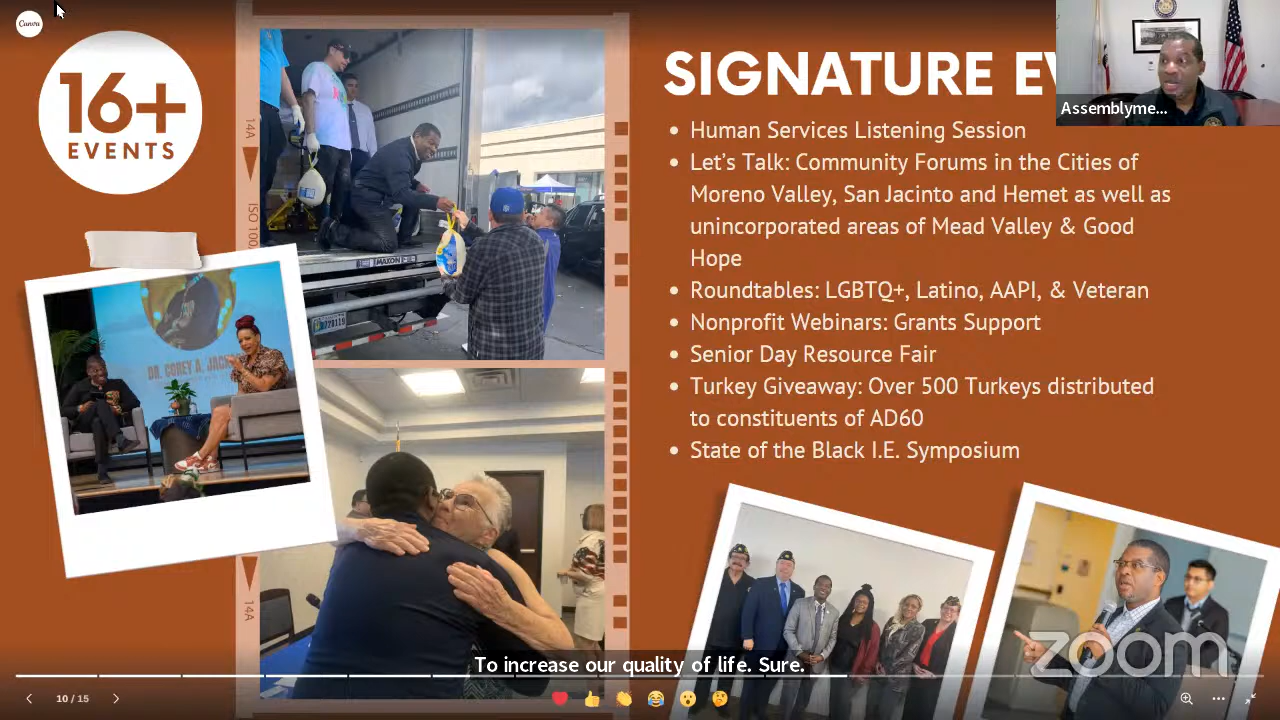 Canva
16+
EVENTS
14A
ISO 100
MAXON
DR. COREY A. JACK
14A
SIGNATURE EV
Assemblyme...
Human Services Listening Session
Let's Talk: Community Forums in the Cities of
Moreno Valley, San Jacinto and Hemet as well as
unincorporated areas of Mead Valley & Good
Hope
Roundtables: LGBTQ+, Latino, AAPI, & Veteran
Nonprofit Webinars: Grants Support
Senior Day Resource Fair
Turkey Giveaway: Over 500 Turkeys distributed
to constituents of AD60
State of the Black I.E. Symposium
zoom
To increase our quality of life. Sure.
10 / 15